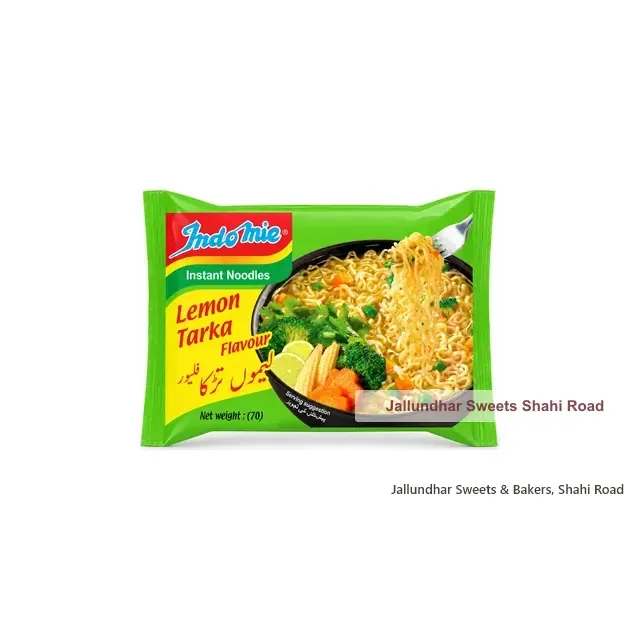 Indomie®
Instant Noodles
Lemon
Tarka
Flavour
لیموں تڑکا فلیور
Net weight : (70)
Serving suggestion
Jallundhar Sweets Shahi Road
Jallundhar Sweets & Bakers, Shahi Road